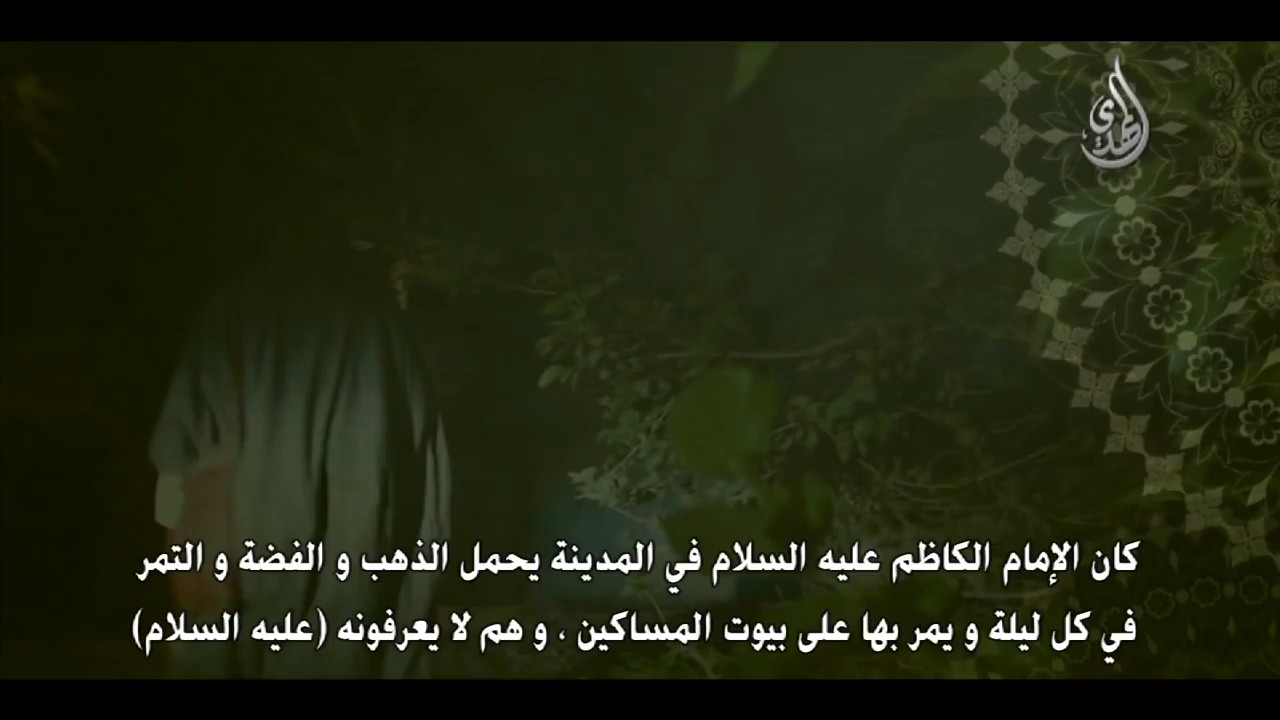 الهدى
كان الإمام الكاظم عليه السلام في المدينة يحمل الذهب و الفضة و التمر
في كل ليلة و يمر بها على بيوت المساكين ، و هم لا يعرفونه (عليه السلام)